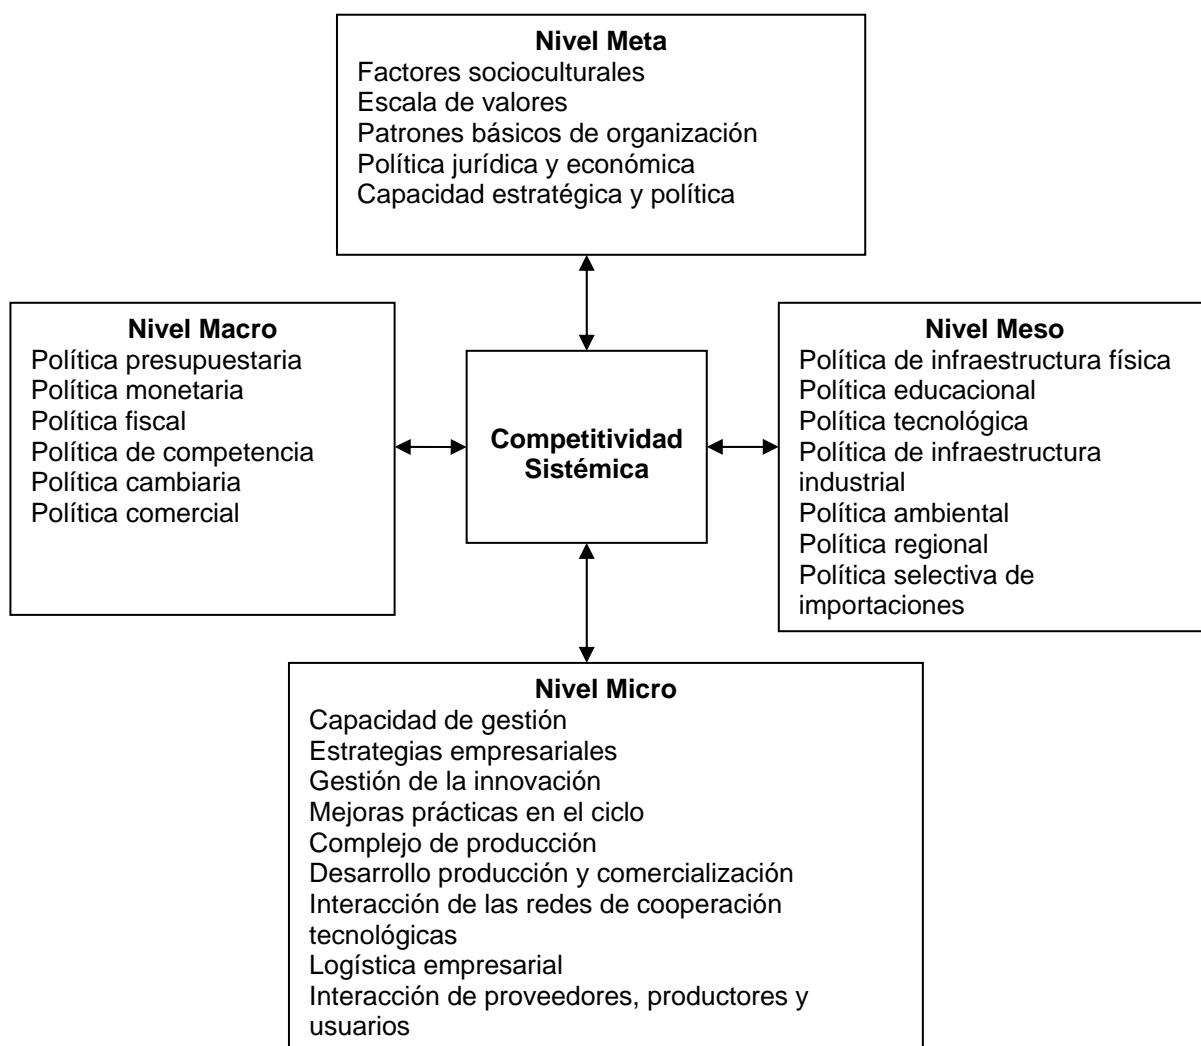 Nivel Meta
Factores socioculturales
Escala de valores
Patrones básicos de organización
Política jurídica y económica
Capacidad estratégica y política
Nivel Macro
Política presupuestaria
Política monetaria
Política fiscal
Política de competencia
Política cambiaria
Política comercial
Competitividad
Sistémica
Nivel Meso
Política de infraestructura física
Política educacional
Política tecnológica
Política de infraestructura
industrial
Política ambiental
Política regional
Política selectiva de
importaciones
Nivel Micro
Capacidad de gestión
Estrategias empresariales
Gestión de la innovación
Mejoras prácticas en el ciclo
Complejo de producción
Desarrollo producción y comercialización
Interacción de las redes de cooperación
tecnológicas
Logística empresarial
Interacción de proveedores, productores y
usuarios